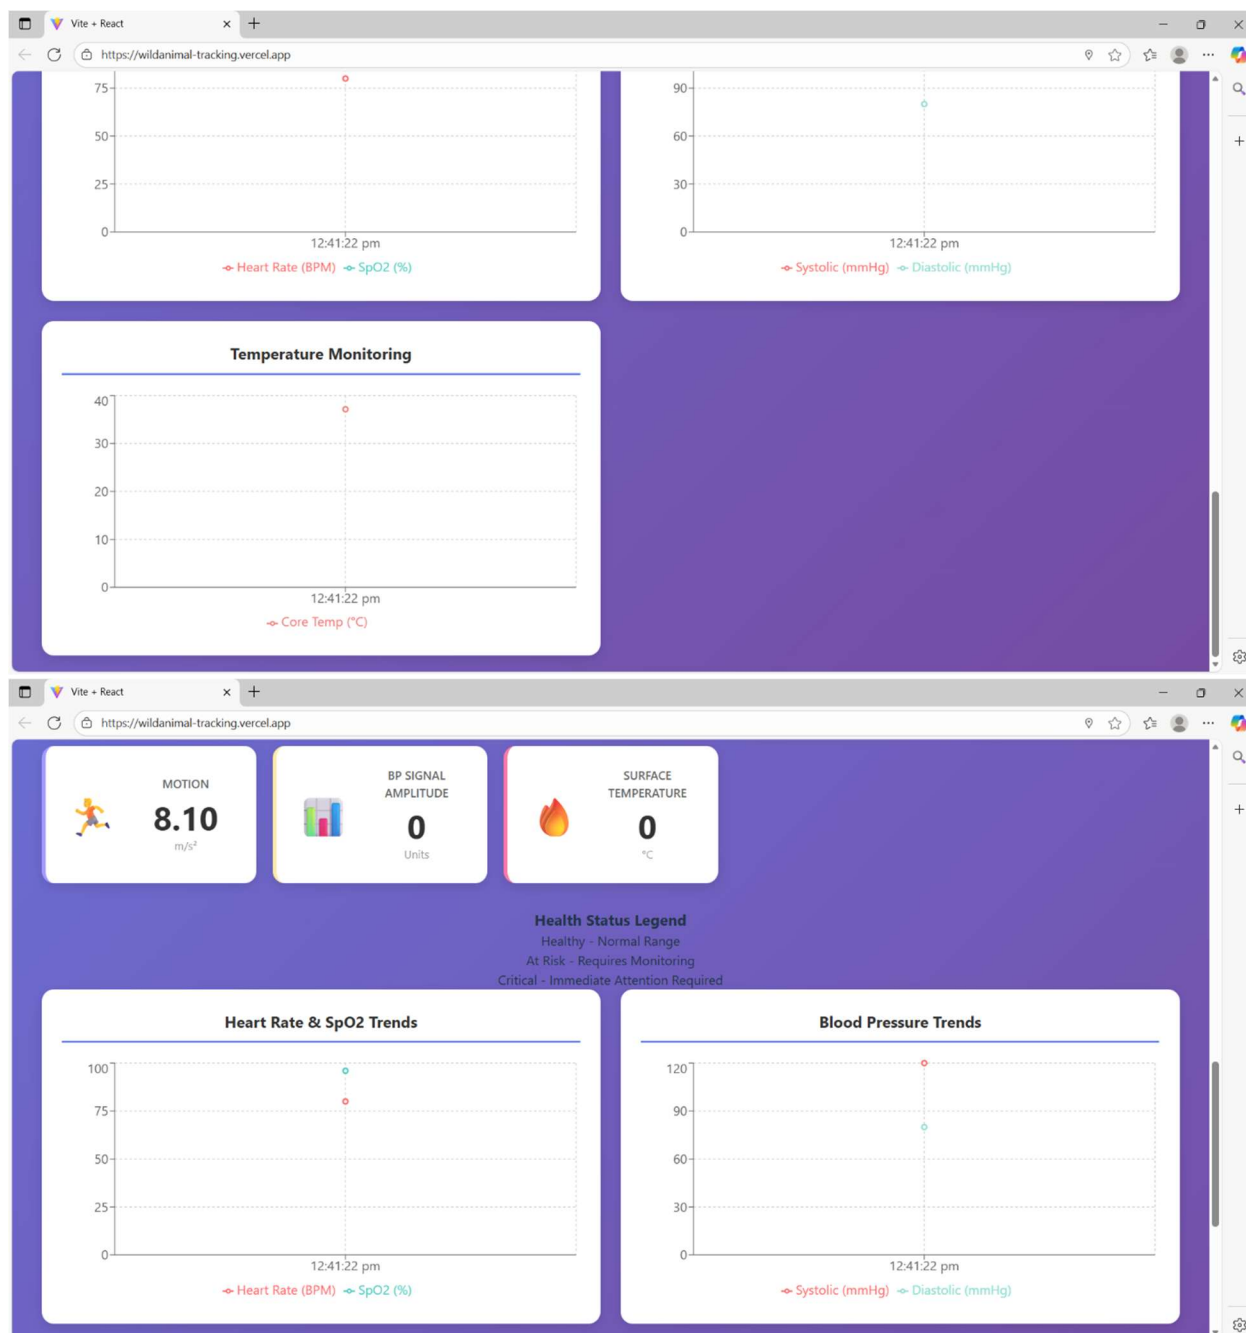 Vite + React
https://wildanimal-tracking.vercel.app
75
50
25
0
12:41:22 pm
Heart Rate (BPM) SpO2 (%)
90
60
30
0
12:41:22 pm
Systolic (mmHg) Diastolic (mmHg)
Temperature Monitoring
40
30
20
10
0
12:41:22 pm
Core Temp (°C)
Vite + React
https://wildanimal-tracking.vercel.app
MOTION
8.10
m/s²
BP SIGNAL
AMPLITUDE
0
Units
SURFACE
TEMPERATURE
0
°C
Health Status Legend
Healthy - Normal Range
At Risk - Requires Monitoring
Critical - Immediate Attention Required
Heart Rate & SpO2 Trends
100
75
50
25
0
12:41:22 pm
Heart Rate (BPM) SpO2 (%)
Blood Pressure Trends
120
90
60
30
0
12:41:22 pm
Systolic (mmHg) Diastolic (mmHg)